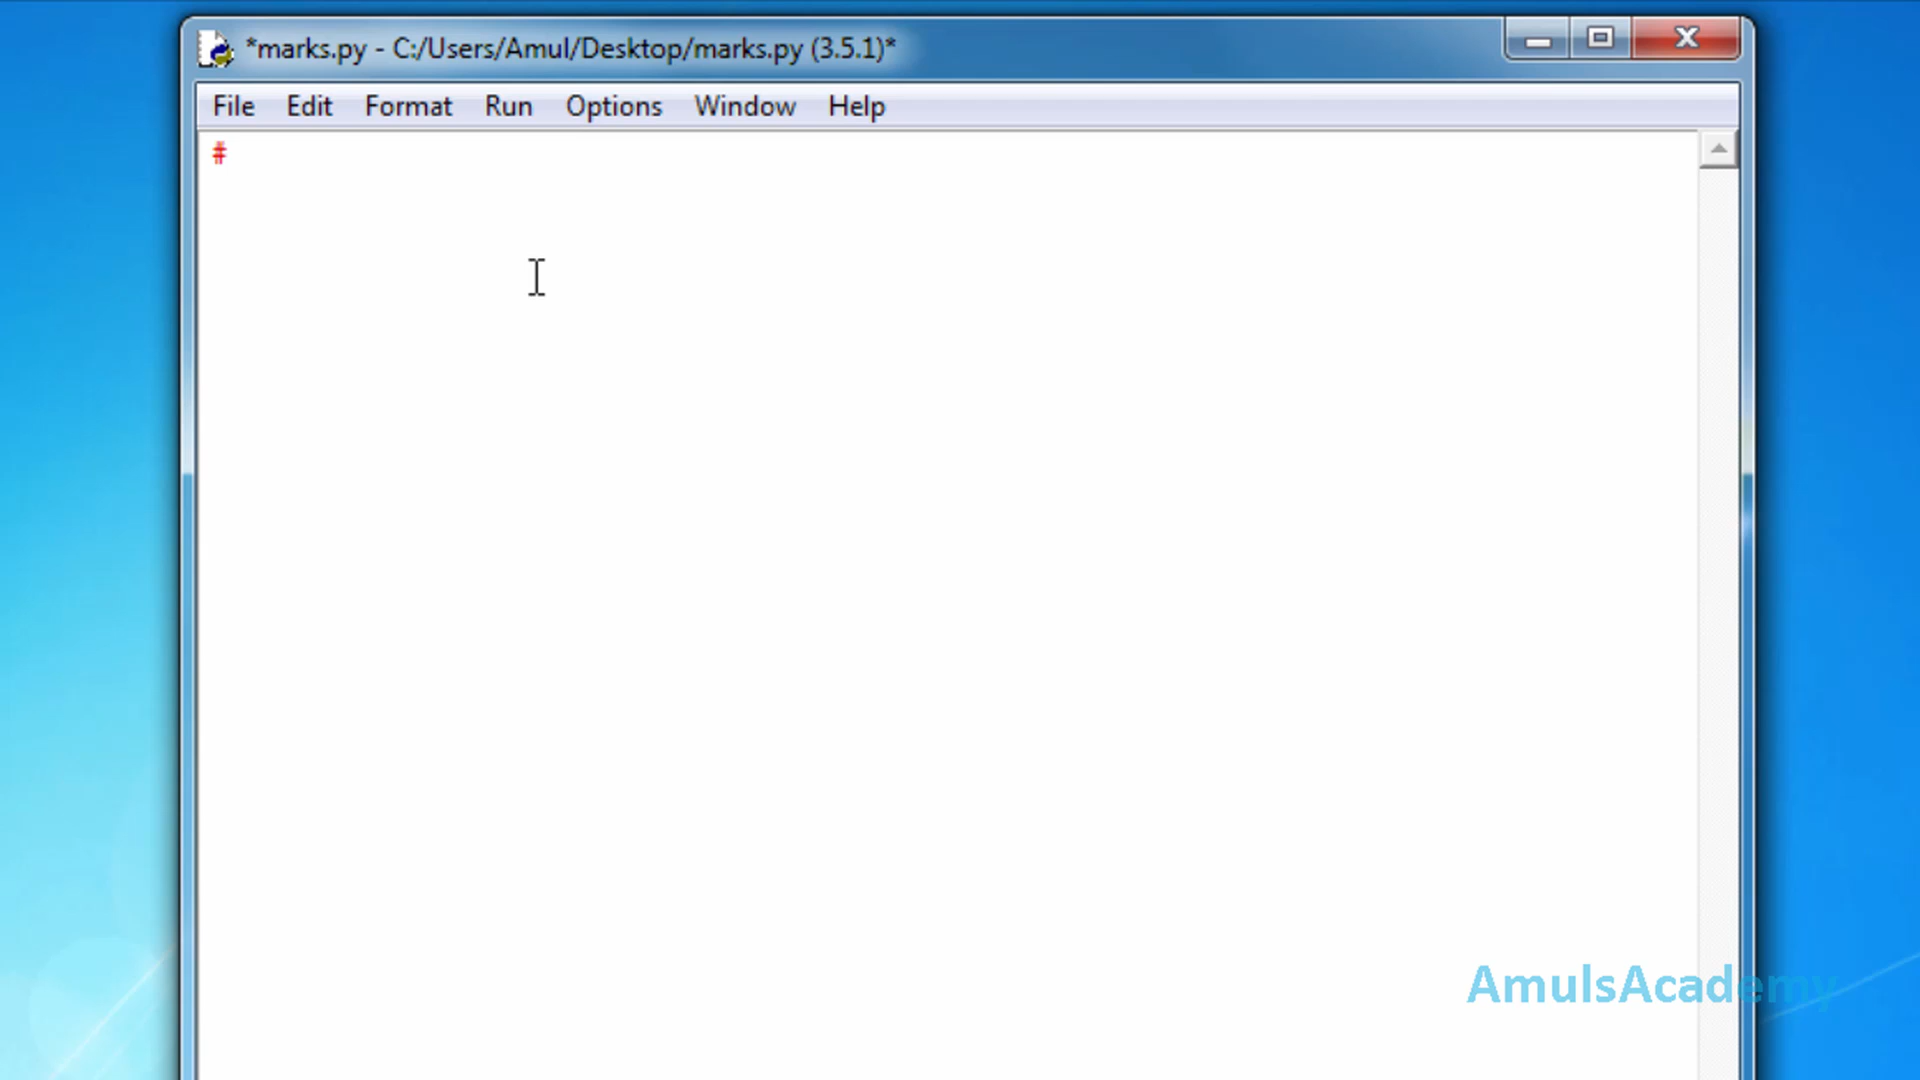 *marks.py - C:/Users/Amul/Desktop/marks.py (3.5.1)*
File Edit Format Run Options Window Help
#
AmulsAcademy